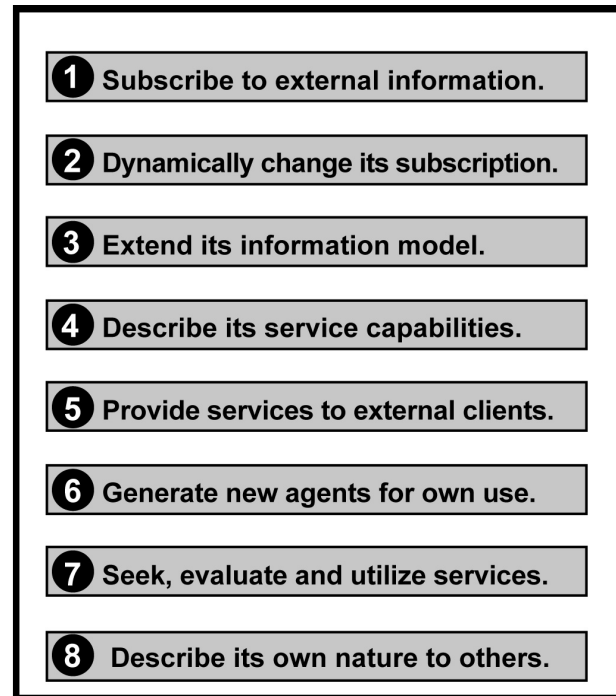 1 Subscribe to external information.
2 Dynamically change its subscription.
3 Extend its information model.
4 Describe its service capabilities.
5 Provide services to external clients.
6 Generate new agents for own use.
7 Seek, evaluate and utilize services.
8 Describe its own nature to others.